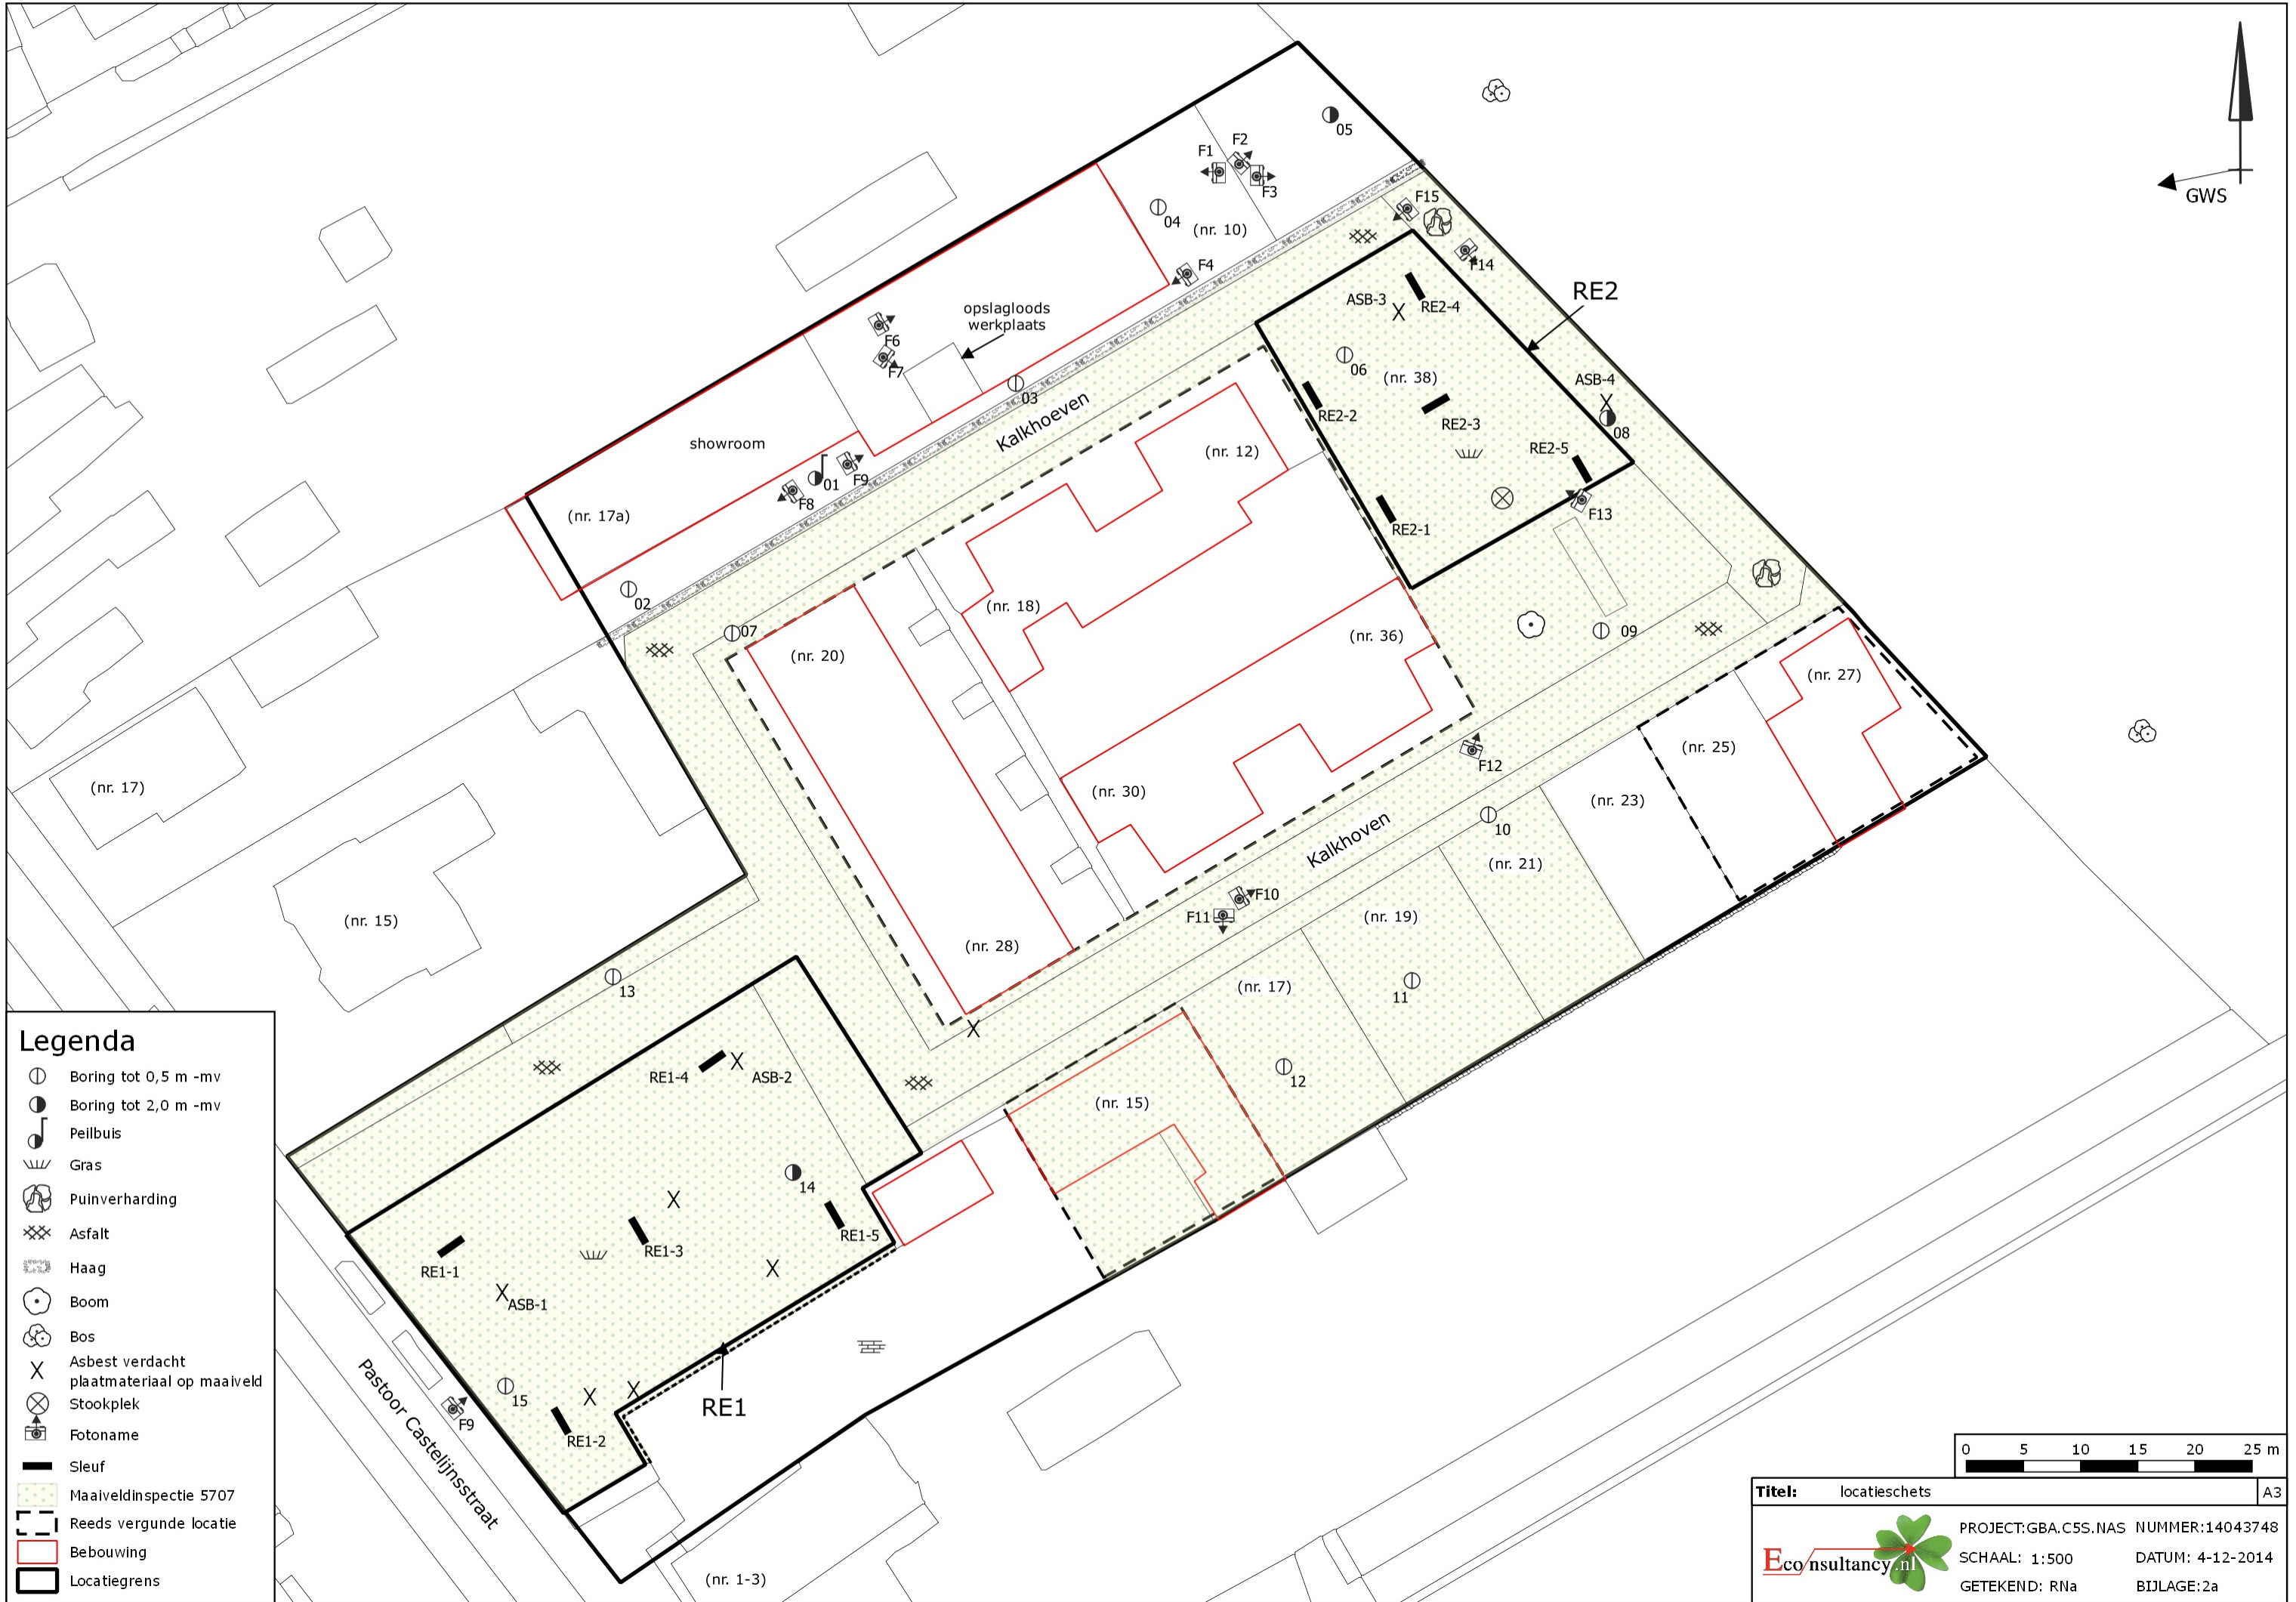 05
F2
F1
F3
GWS
F15
04
(nr. 10)
F14
F4
RE2
ASB-3
RE2-4
opslagloods
werkplaats
F6
F7
06
(nr. 38)
ASB-4
03
RE2-2
Kalkhoeven
RE2-3
08
showroom
(nr. 12)
RE2-5
F9
01
F8
F13
(nr. 17a)
RE2-1
02
(nr. 18)
07
(nr. 36)
09
(nr. 20)
(nr. 27)
(nr. 25)
F12
(nr. 17)
(nr. 30)
(nr. 23)
10
Kalkhoven
(nr. 21)
F10
F11
(nr. 19)
(nr. 15)
(nr. 28)
(nr. 17)
13
11
RE1-4
ASB-2
12
(nr. 15)
14
RE1-5
RE1-3
RE1-1
ASB-1
15
RE1
F9
RE1-2
Pastoor Castelijnsstraat
(nr. 1-3)
Legenda
Boring tot 0,5 m -mv
Boring tot 2,0 m -mv
Peilbuis
Gras
Puinverharding
Asfalt
Haag
Boom
Bos
Asbest verdacht
plaatmateriaal op maaiveld
Stookplek
Fotoname
Sleuf
Maaiveldinspectie 5707
Reeds vergunde locatie
Bebouwing
Locatiegrens
0 5 10 15 20 25 m
Titel: locatieschets A3
Econsultancy.nl
PROJECT:GBA.C5S.NAS NUMMER:14043748
SCHAAL: 1:500 DATUM: 4-12-2014
GETEKEND: RNa BIJLAGE:2a